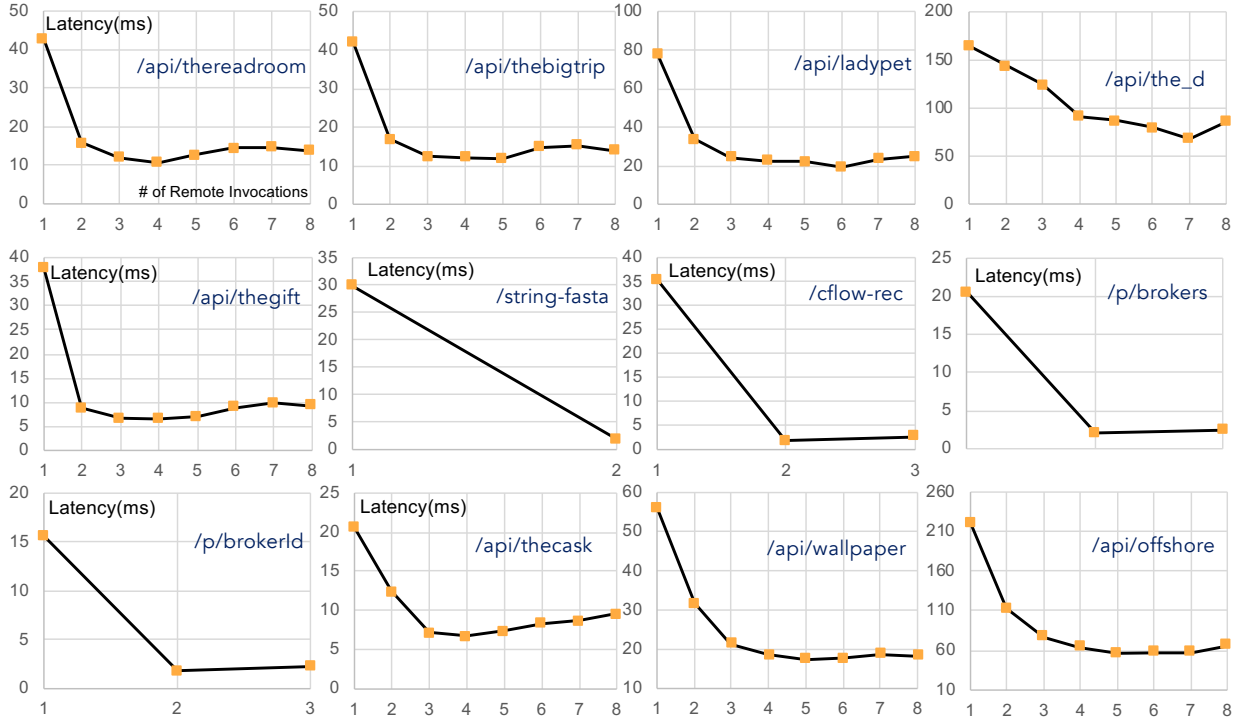 50
40
30
20
10
0
Latency(ms)
/api/thereadroom
# of Remote Invocations
1 2 3 4 5 6 7 8
50
40
30
20
10
0
/api/thebigtrip
1 2 3 4 5 6 7 8
100
80
60
40
20
0
/api/ladypet
1 2 3 4 5 6 7 8
200
150
100
50
0
/api/the_d
1 2 3 4 5 6 7 8
40
35
30
25
20
15
10
5
0
Latency(ms)
/api/thegift
1 2 3 4 5 6 7 8
35
30
25
20
15
10
5
0
Latency(ms)
/string-fasta
1 2
40
35
30
25
20
15
10
5
0
Latency(ms)
/cflow-rec
1 2 3
25
20
15
10
5
0
Latency(ms)
/p/brokers
20
15
10
5
0
Latency(ms)
/p/brokerId
1 2 3
25
20
15
10
5
0
Latency(ms)
/api/thecask
1 2 3 4 5 6 7 8
60
50
40
30
20
10
/api/wallpaper
1 2 3 4 5 6 7 8
260
210
160
110
60
10
/api/offshore
1 2 3 4 5 6 7 8